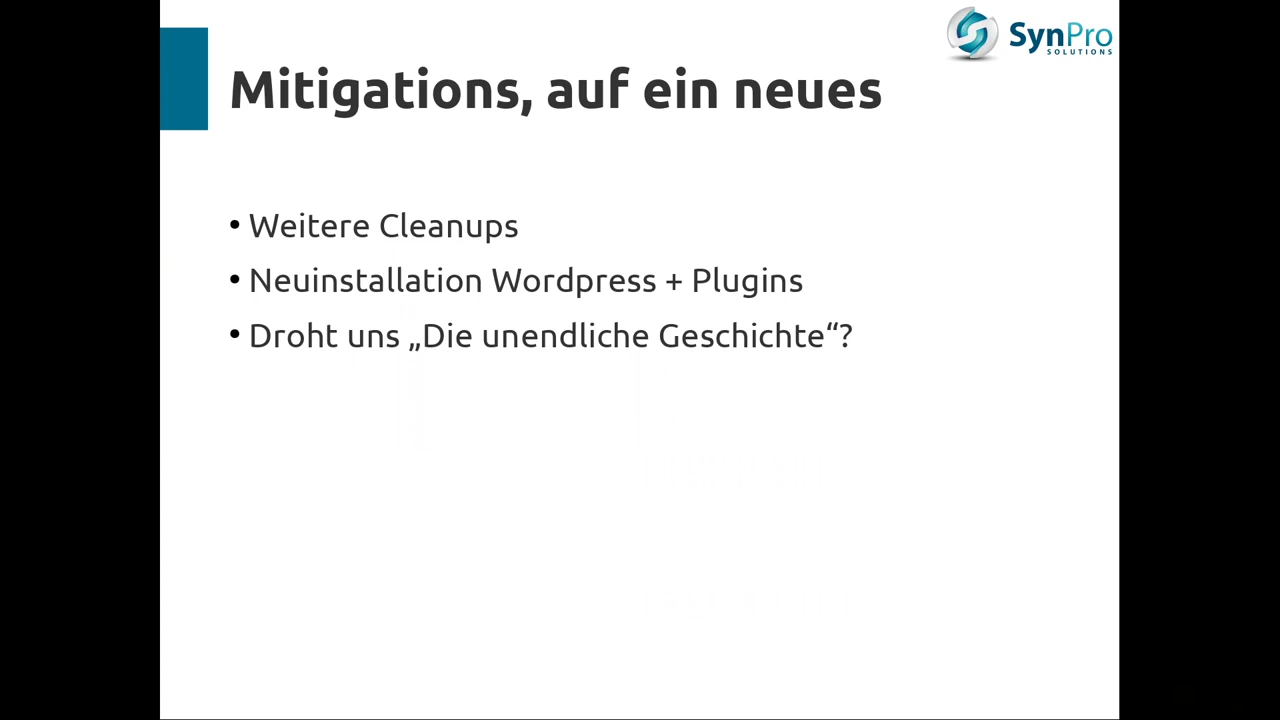 SynPro
SOLUTIONS
Mitigations, auf ein neues
• Weitere Cleanups
• Neuinstallation Wordpress + Plugins
• Droht uns „Die unendliche Geschichte“?